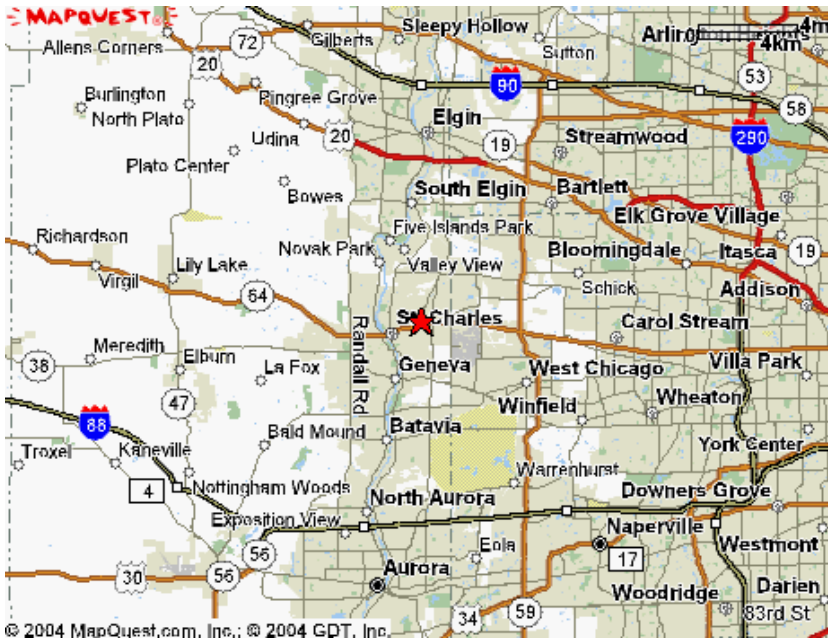 MAPQUEST
Sleepy Hollow
4m
Allens Corners
72
Gilberts
Sutton
Arlin
4km
20
53
90
Burlington
Pingree Grove
58
North Plato
Elgin
Udina
20
19
Streamwood
290
Plato Center
Bowes
South Elgin
Bartlett
Elk Grove Village
Richardson
Novak Park
Five Islands Park
Bloomingdale
Itasca
19
Virgil
Lily Lake
Valley View
Schick
Addison
64
St Charles
Carol Stream
Randall Rd
Meredith
38
Elburn
La Fox
Geneva
West Chicago
Villa Park
47
Winfield
Wheaton
88
Batavia
Bald Mound
York Center
Troxel
Kaneville
Warrenhurst
4
Nottingham Woods
North Aurora
Downers Grove
Exposition View
Naperville
56
Eola
17
Westmont
30
56
Aurora
Woodridge
Darien
34
59
83rd St
© 2004 MapQuest.com, Inc.; © 2004 GDT, Inc.